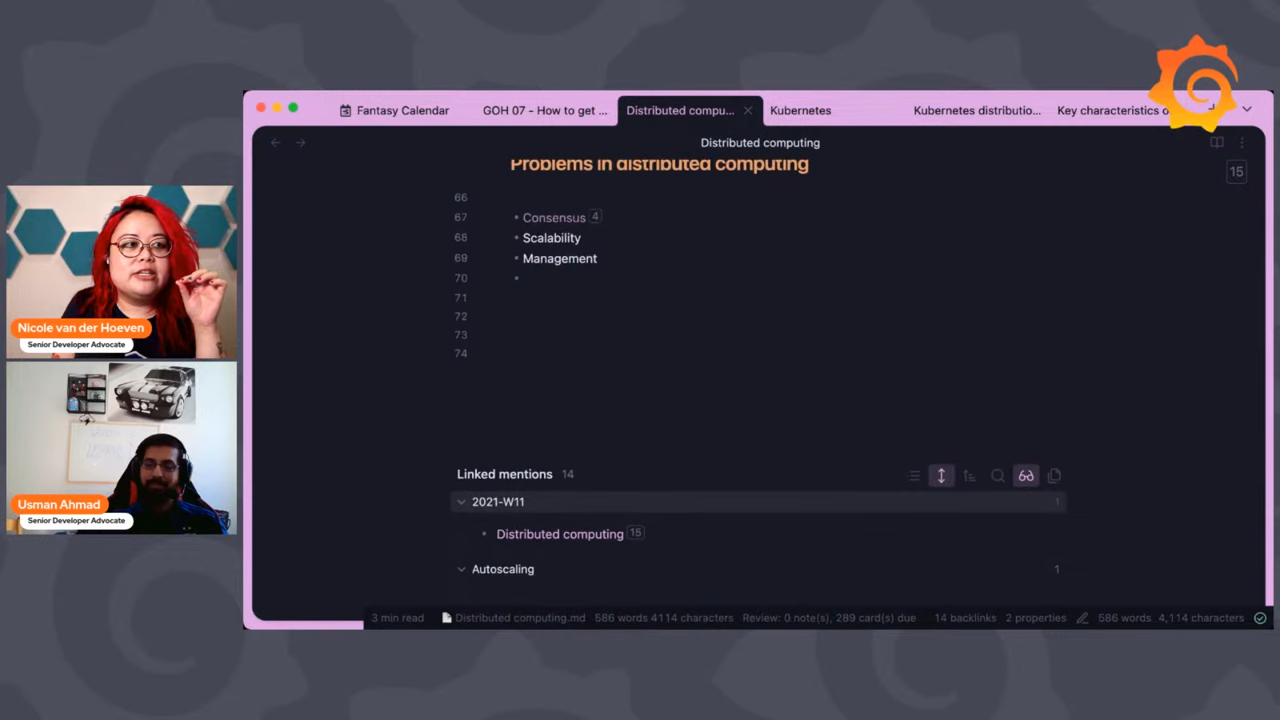 Fantasy Calendar
GOH 07 - How to get ...
Distributed compu...
Kubernetes
Kubernetes distributio...
Key characteristics o
Distributed computing
Problems in distributed computing
15
66
67 • Consensus 4
68 • Scalability
69 • Management
70 •
71
72
73
74
Nicole van der Hoeven
Senior Developer Advocate
Usman Ahmad
Senior Developer Advocate
Linked mentions 14
2021-W11 1
• Distributed computing 15
Autoscaling 1
3 min read Distributed computing.md 586 words 4114 characters Review: 0 note(s), 289 card(s) due 14 backlinks 2 properties 586 words 4,114 characters